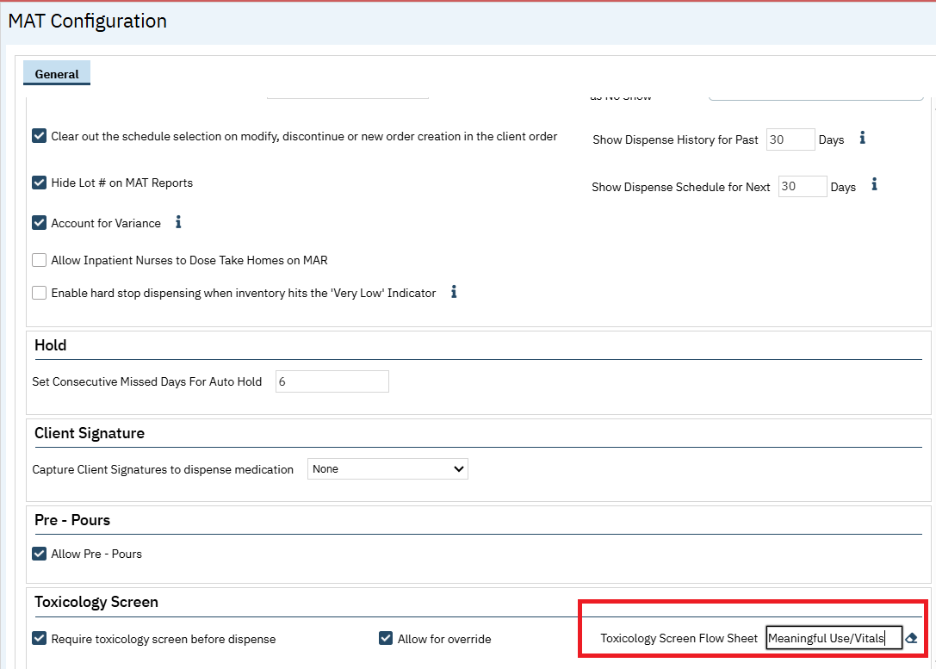 MAT Configuration
General
as No Show
Clear out the schedule selection on modify, discontinue or new order creation in the client order
Show Dispense History for Past 30 Days
Hide Lot # on MAT Reports
Show Dispense Schedule for Next 30 Days
Account for Variance
Allow Inpatient Nurses to Dose Take Homes on MAR
Enable hard stop dispensing when inventory hits the 'Very Low' Indicator
Hold
Set Consecutive Missed Days For Auto Hold 6
Client Signature
Capture Client Signatures to dispense medication None
Pre - Pours
Allow Pre - Pours
Toxicology Screen
Require toxicology screen before dispense Allow for override Toxicology Screen Flow Sheet Meaningful Use/Vitals